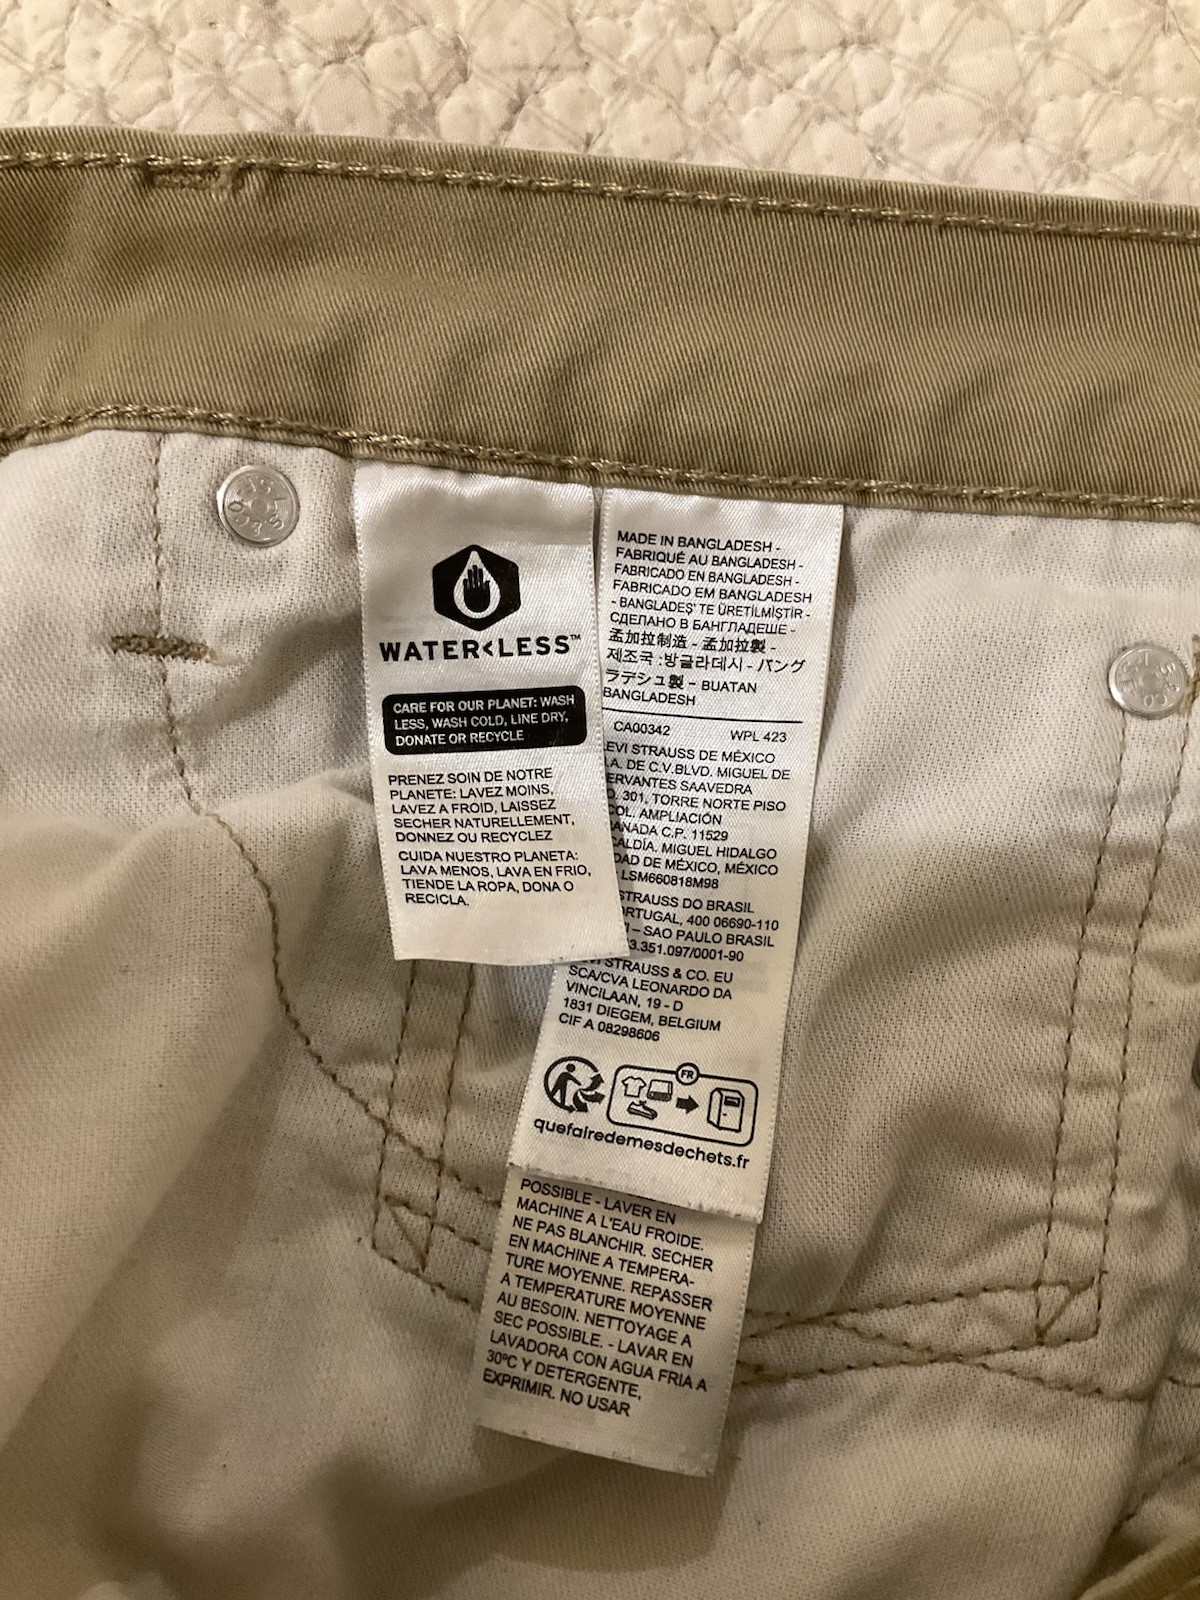 WATER<LESS™
CARE FOR OUR PLANET: WASH
LESS, WASH COLD, LINE DRY,
DONATE OR RECYCLE
PRENEZ SOIN DE NOTRE
PLANETE: LAVEZ MOINS,
LAVEZ A FROID, LAISSEZ
SECHER NATURELLEMENT,
DONNEZ OU RECYCLEZ
CUIDA NUESTRO PLANETA:
LAVA MENOS, LAVA EN FRIO,
TIENDE LA ROPA, DONA O
RECICLA.
MADE IN BANGLADESH -
FABRIQUÉ AU BANGLADESH -
FABRICADO EN BANGLADESH -
FABRICADO EM BANGLADESH
- BANGLADEŞ' TE ÜRETİLMİŞTİR -
СДЕЛАНО В БАНГЛАДЕШЕ -
孟加拉制造 - 孟加拉製 -
제조국 :방글라데시 - バング
ラデシュ製 - BUATAN
BANGLADESH
CA00342 WPL 423
EVI STRAUSS DE MÉXICO
.A. DE C.V.BLVD. MIGUEL DE
ERVANTES SAAVEDRA
O. 301, TORRE NORTE PISO
COL. AMPLIACIÓN
ANADA C.P. 11529
CALDÍA. MIGUEL HIDALGO
DAD DE MÉXICO, MÉXICO
LSM660818M98
STRAUSS DO BRASIL
ORTUGAL, 400 06690-110
I – SAO PAULO BRASIL
3.351.097/0001-90
STRAUSS & CO. EU
SCA/CVA LEONARDO DA
VINCILAAN, 19 - D
1831 DIEGEM, BELGIUM
CIF A 08298606
FR
quefairedemesdechets.fr
POSSIBLE - LAVER EN
MACHINE A L'EAU FROIDE.
NE PAS BLANCHIR. SECHER
EN MACHINE A TEMPERA-
TURE MOYENNE. REPASSER
A TEMPERATURE MOYENNE
AU BESOIN. NETTOYAGE A
SEC POSSIBLE. - LAVAR EN
LAVADORA CON AGUA FRIA A
30ºC Y DETERGENTE,
EXPRIMIR. NO USAR